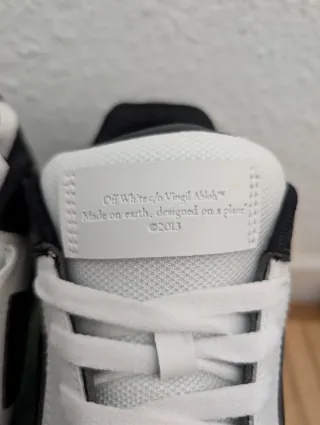 Off White c/o Virgil Abloh™
Made on earth, designed on a plane
©2013